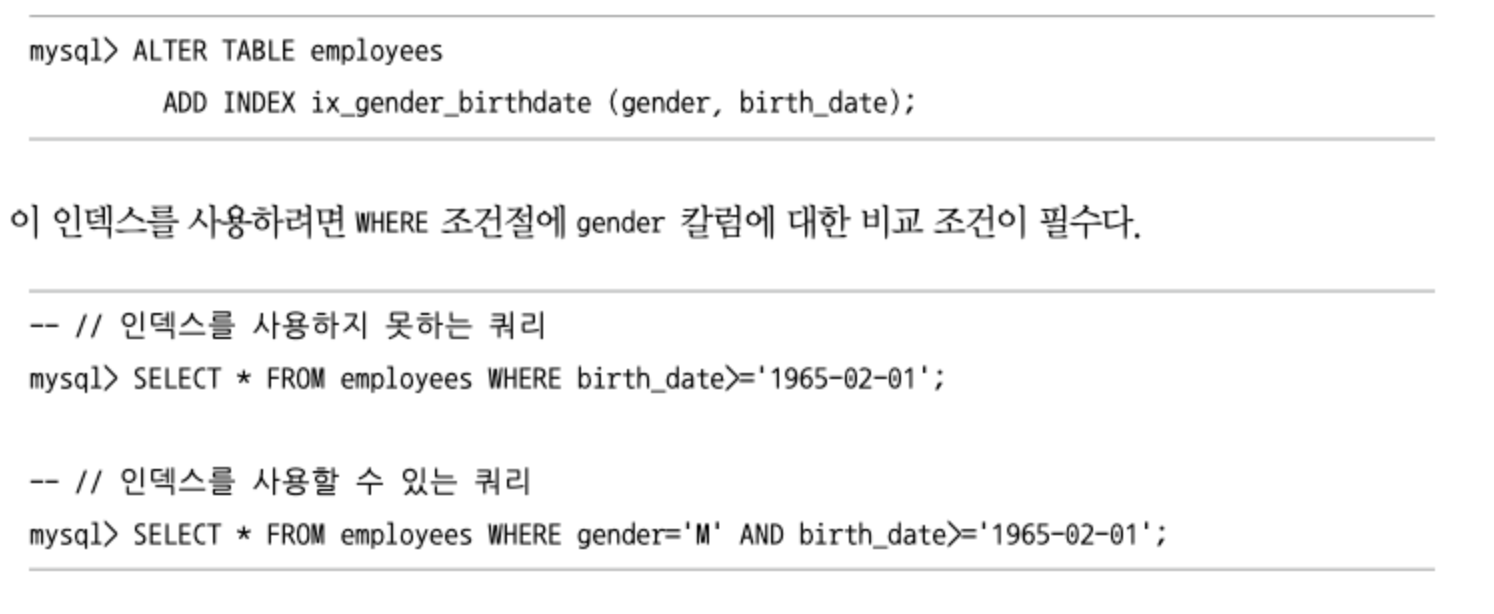 mysql> ALTER TABLE employees
ADD INDEX ix_gender_birthdate (gender, birth_date);
이 인덱스를 사용하려면 WHERE 조건절에 gender 칼럼에 대한 비교 조건이 필수다.
-- // 인덱스를 사용하지 못하는 쿼리
mysql> SELECT * FROM employees WHERE birth_date>='1965-02-01';
-- // 인덱스를 사용할 수 있는 쿼리
mysql> SELECT * FROM employees WHERE gender='M' AND birth_date>='1965-02-01';